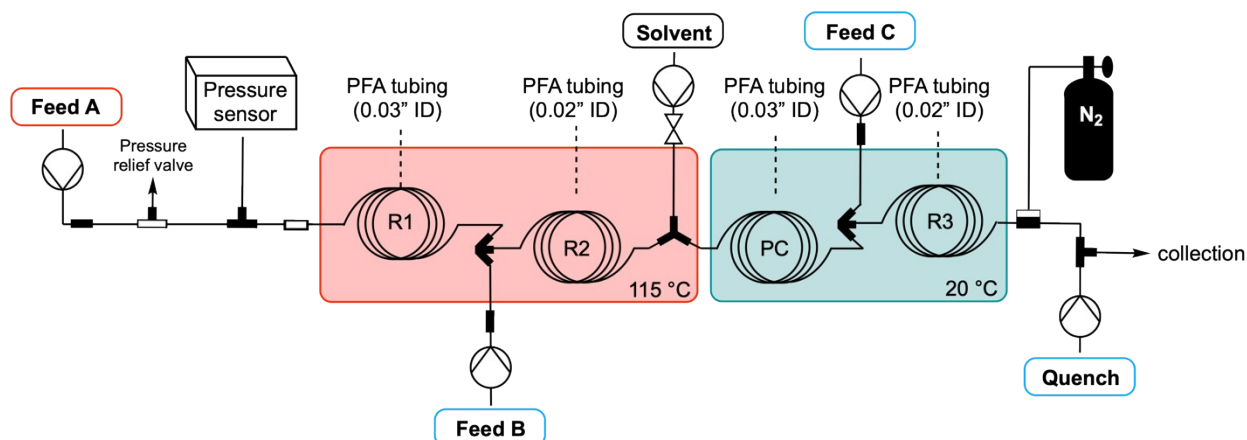 Feed A
Pressure
relief valve
Pressure
sensor
PFA tubing
(0.03” ID)
R1
PFA tubing
(0.02” ID)
R2
115 °C
Feed B
Solvent
PFA tubing
(0.03” ID)
PC
Feed C
PFA tubing
(0.02” ID)
R3
20 °C
N2
collection
Quench